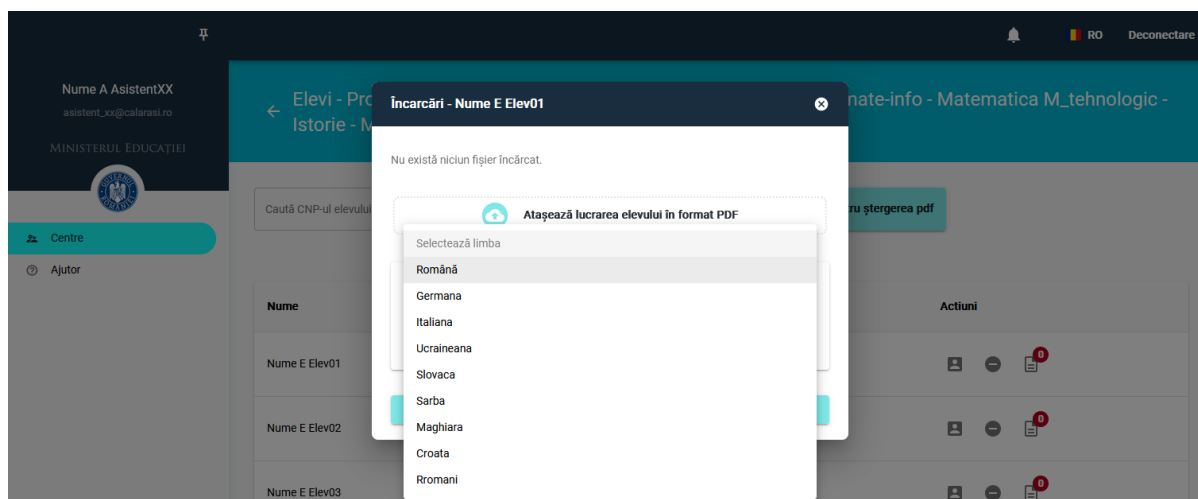 RO
Deconectare
Nume A AsistentXX
asistent_xx@calarasi.ro
MINISTERUL EDUCAȚIEI
Centre
Ajutor
Elevi - Pro
Istorie - M
mate-info - Matematica M_tehnologic -
Încarcări - Nume E Elev01
Nu există niciun fișier încărcat.
Caută CNP-ul elevului
Atașează lucrarea elevului în format PDF
ru ștergerea pdf
Selectează limba
Română
Germana
Italiana
Ucraineana
Slovaca
Sarba
Maghiara
Croata
Rromani
Nume
Actiuni
Nume E Elev01
0
Nume E Elev02
0
Nume E Elev03
0